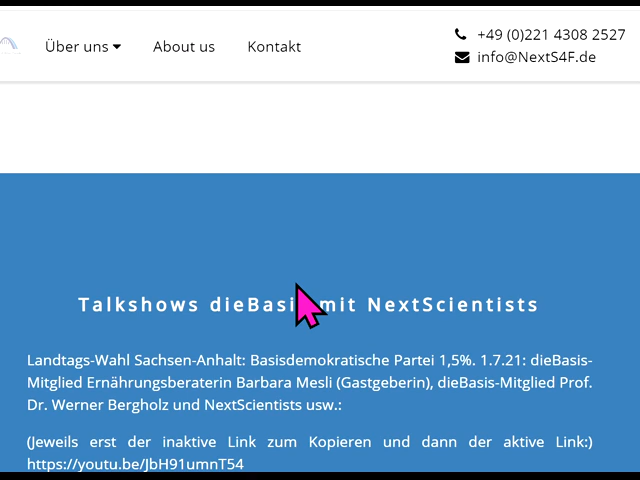 Über uns
About us
Kontakt
+49 (0)221 4308 2527
info@NextS4F.de
Talkshows dieBasis mit NextScientists
Landtags-Wahl Sachsen-Anhalt: Basisdemokratische Partei 1,5%. 1.7.21: dieBasis-
Mitglied Ernährungsberaterin Barbara Mesli (Gastgeberin), dieBasis-Mitglied Prof.
Dr. Werner Bergholz und NextScientists usw.:
(Jeweils erst der inaktive Link zum Kopieren und dann der aktive Link:)
https://youtu.be/JbH91umnT54